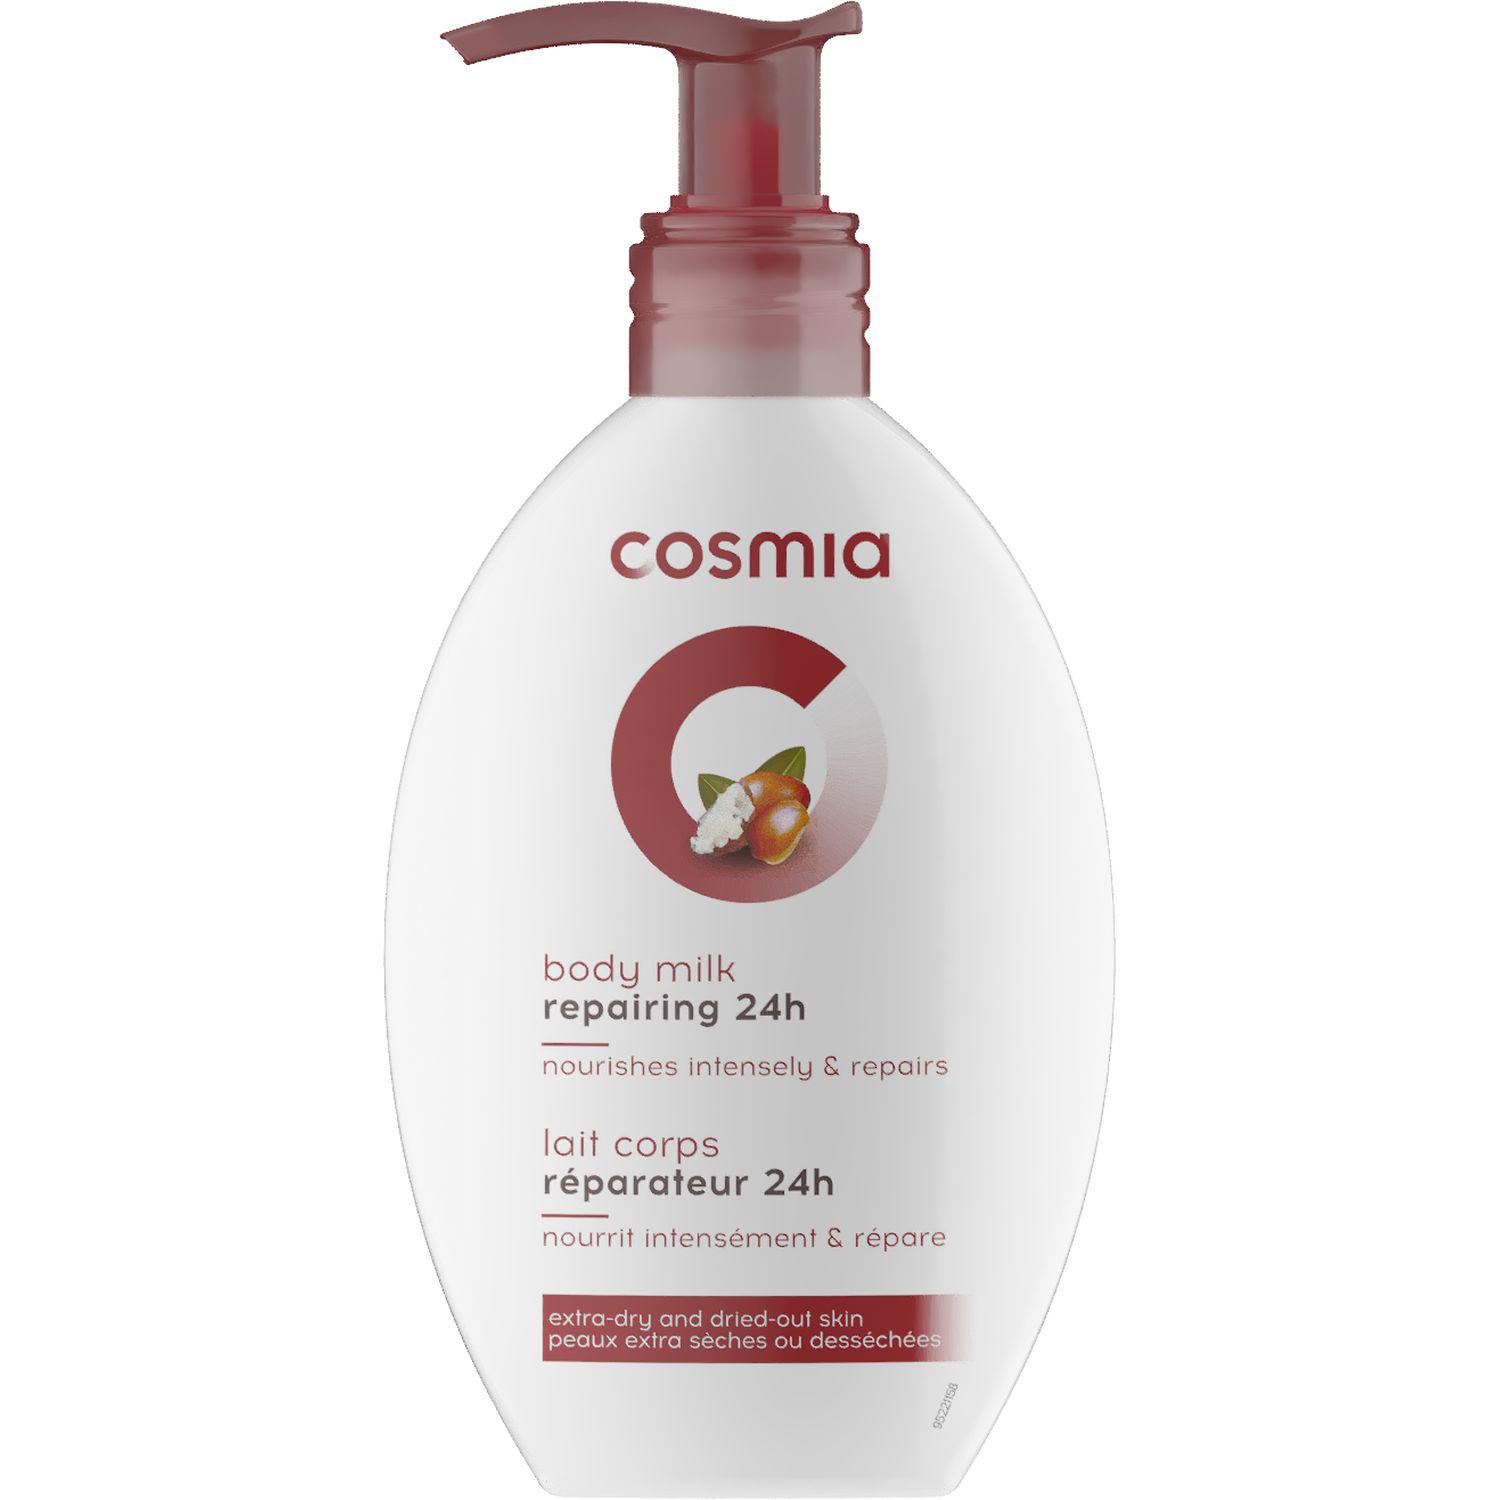 cosmia
body milk
repairing 24h
nourishes intensely & repairs
lait corps
réparateur 24h
nourrit intensément & répare
extra-dry and dried-out skin
peaux extra sèches ou desséchées
95221158